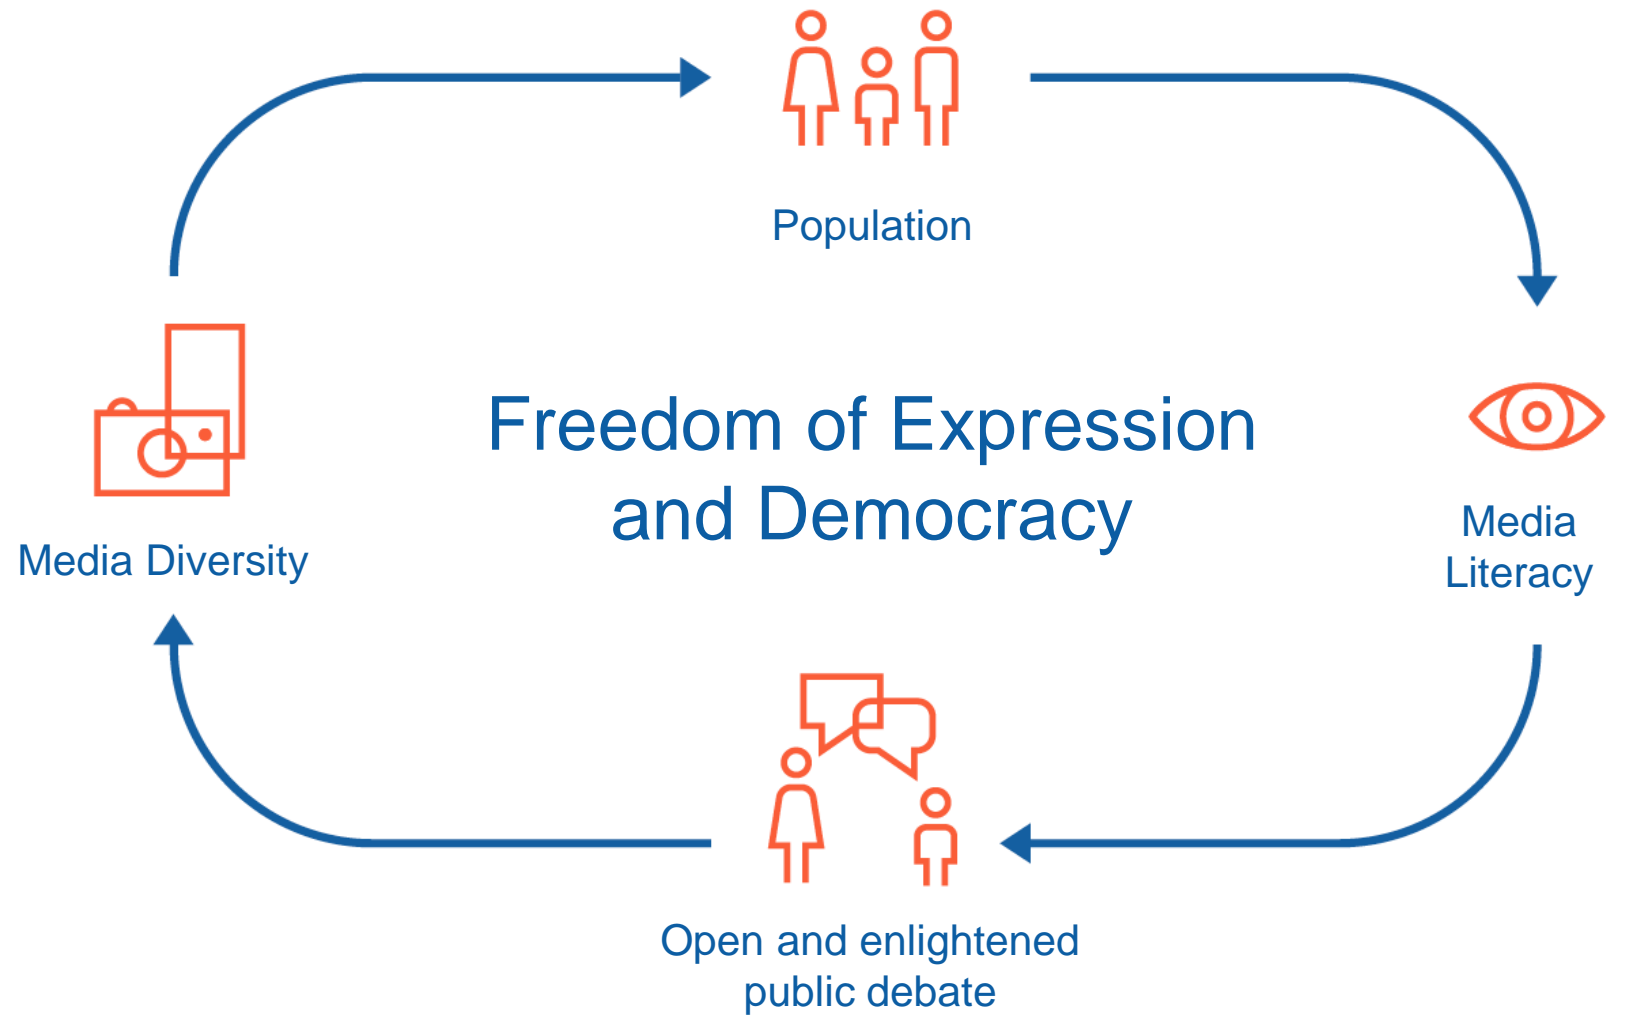 Population
Freedom of Expression
and Democracy
Media Diversity
Media
Literacy
Open and enlightened
public debate